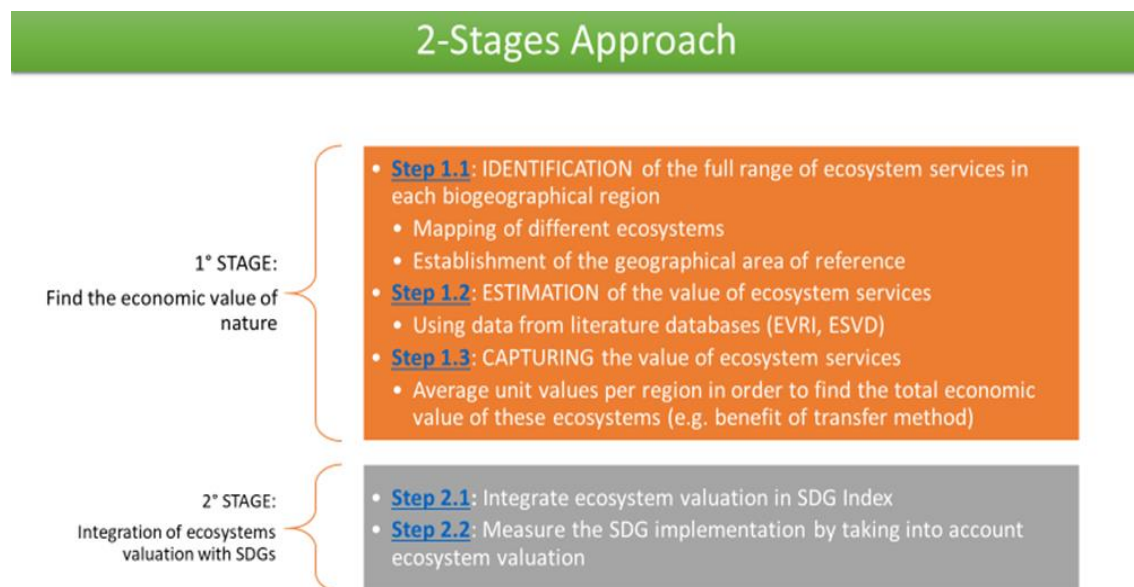 2-Stages Approach
1° STAGE:
Find the economic value of
nature
• Step 1.1: IDENTIFICATION of the full range of ecosystem services in
each biogeographical region
• Mapping of different ecosystems
• Establishment of the geographical area of reference
• Step 1.2: ESTIMATION of the value of ecosystem services
• Using data from literature databases (EVRI, ESVD)
• Step 1.3: CAPTURING the value of ecosystem services
• Average unit values per region in order to find the total economic
value of these ecosystems (e.g. benefit of transfer method)
2° STAGE:
Integration of ecosystems
valuation with SDGs
• Step 2.1: Integrate ecosystem valuation in SDG Index
• Step 2.2: Measure the SDG implementation by taking into account
ecosystem valuation